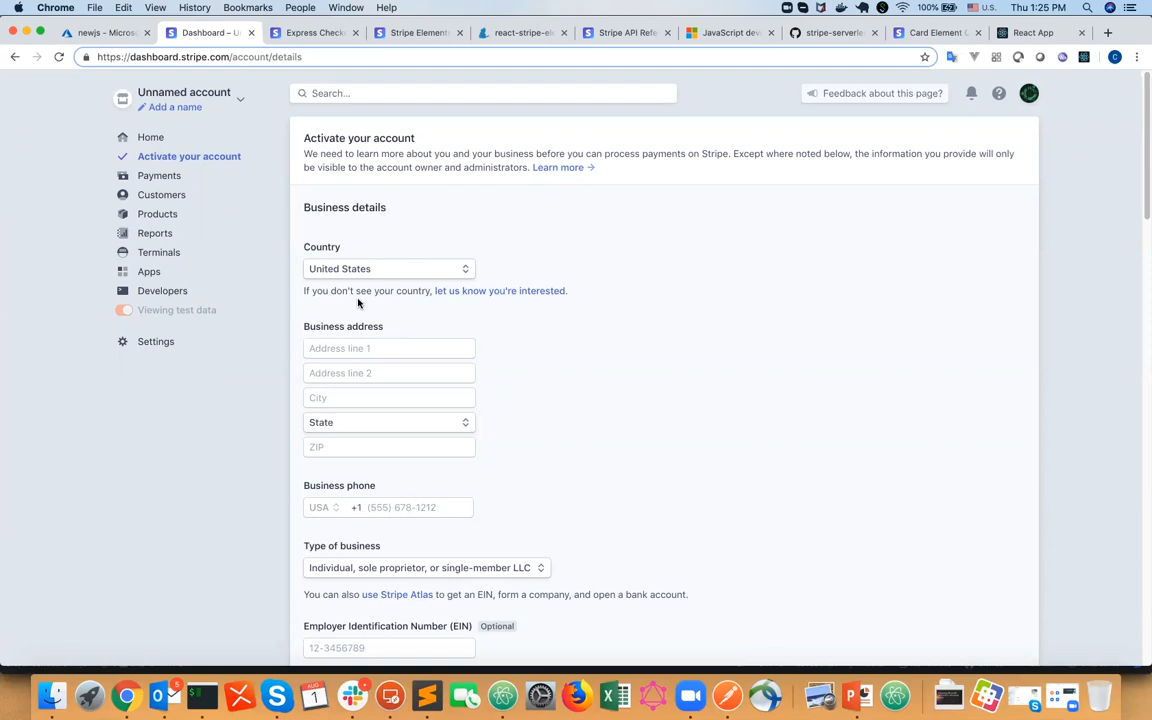 Chrome File Edit View History Bookmarks People Window Help 100% U.S. Thu 1:25 PM
newjs – Micros Dashboard – U Express Check Stripe Element react-stripe-el Stripe API Ref JavaScript dev stripe-serverle Card Element React App
https://dashboard.stripe.com/account/details C
Unnamed account
Add a name
Search...
Feedback about this page?
Home
Activate your account
Payments
Customers
Products
Reports
Terminals
Apps
Developers
Viewing test data
Settings
Activate your account
We need to learn more about you and your business before you can process payments on Stripe. Except where noted below, the information you provide will only
be visible to the account owner and administrators. Learn more →
Business details
Country
United States
If you don't see your country, let us know you're interested.
Business address
Address line 1
Address line 2
City
State
ZIP
Business phone
USA +1 (555) 678-1212
Type of business
Individual, sole proprietor, or single-member LLC
You can also use Stripe Atlas to get an EIN, form a company, and open a bank account.
Employer Identification Number (EIN) Optional
12-3456789
AUG
1
5